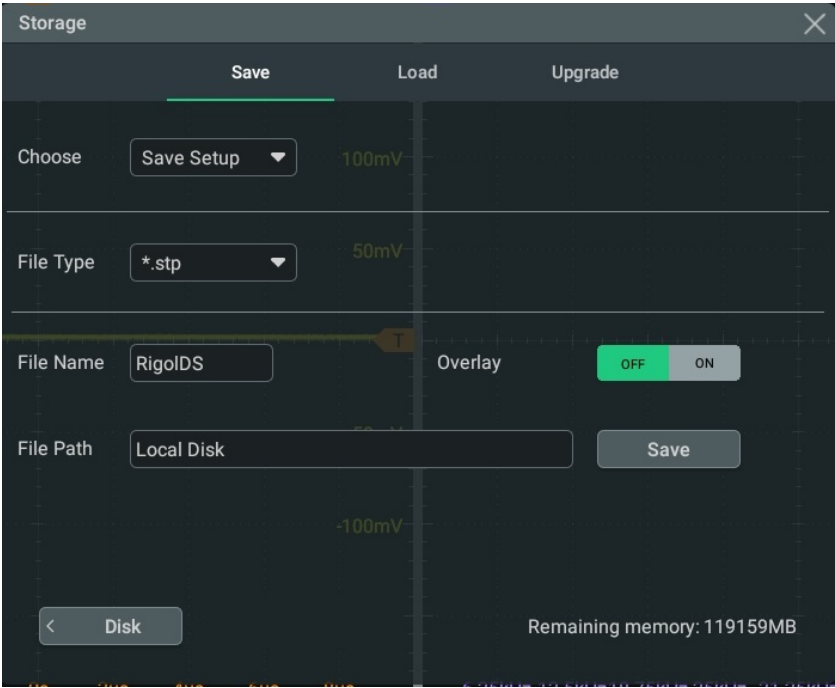 Storage
Save Load Upgrade
Choose Save Setup 100mV
File Type *.stp 50mV
T
File Name RigolDS Overlay OFF ON
File Path Local Disk Save
-100mV
< Disk Remaining memory: 119159MB